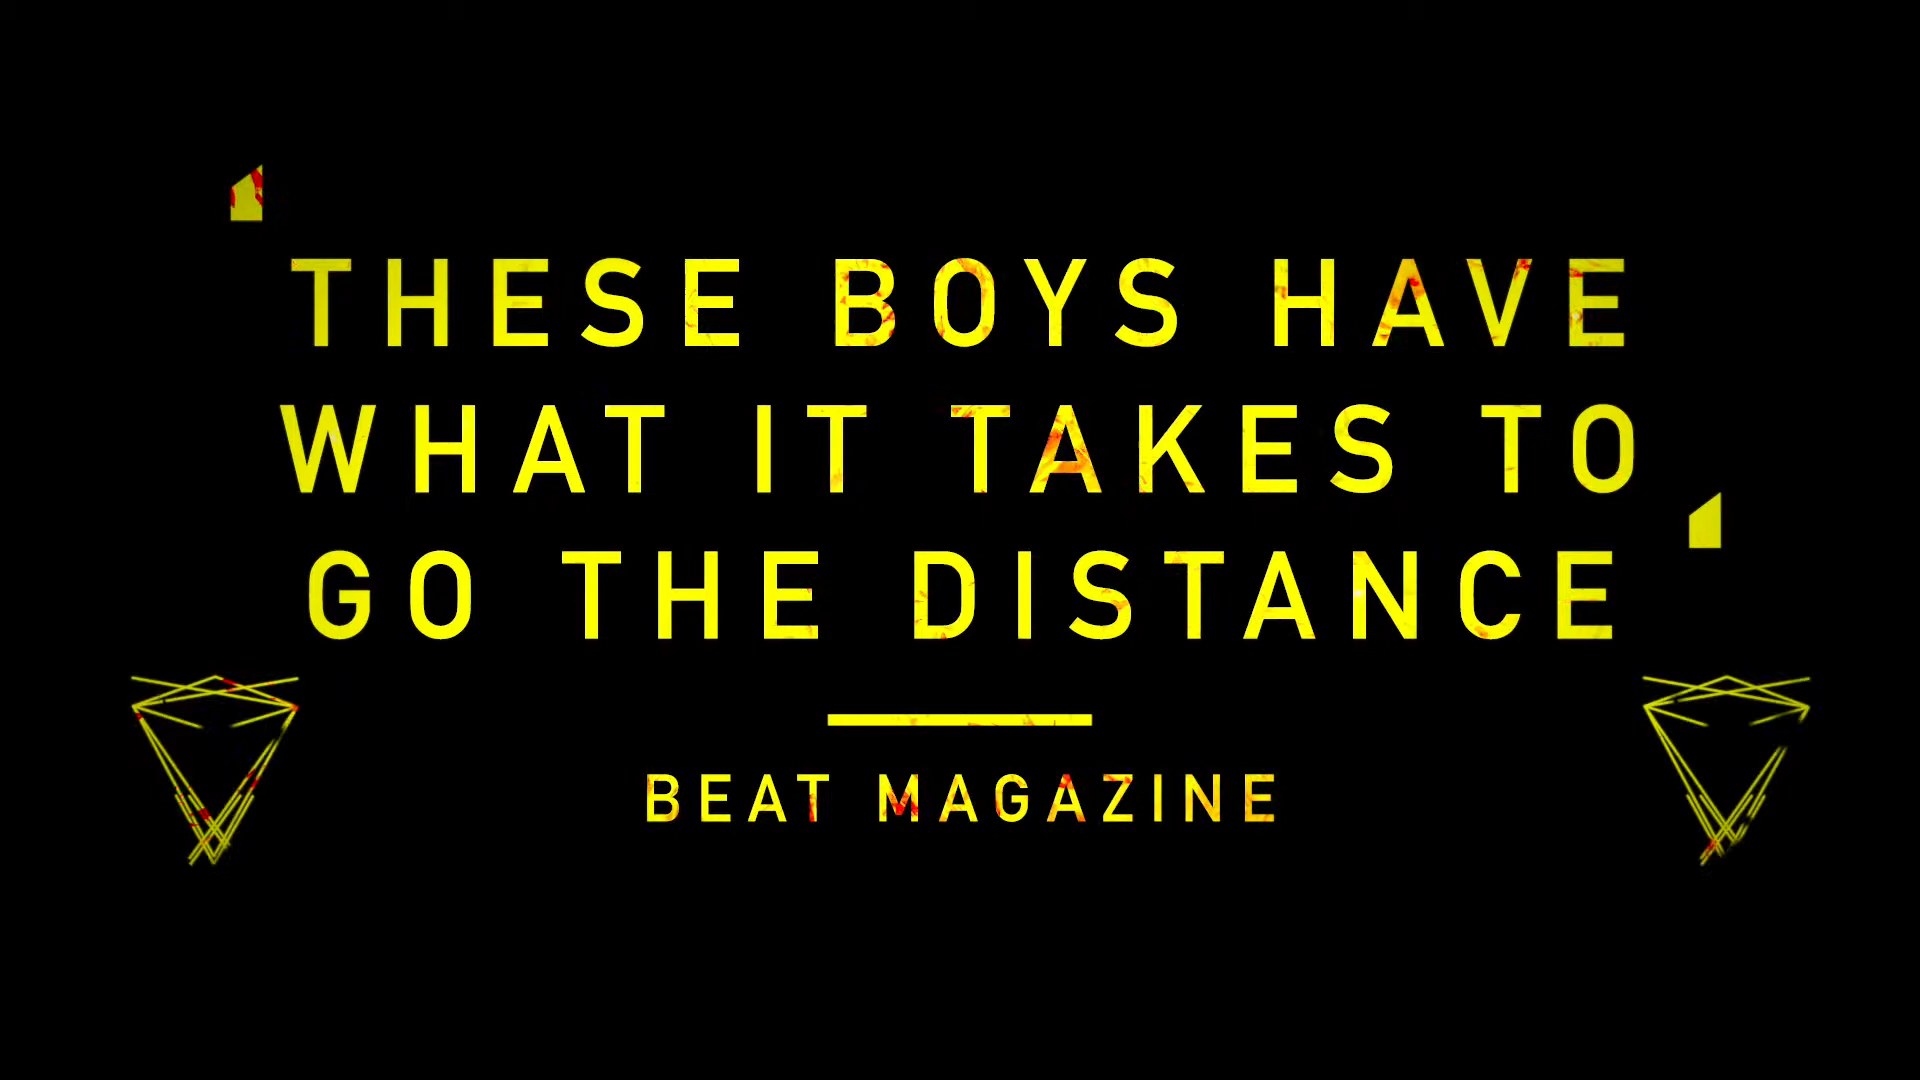 'THESE BOYS HAVE
WHAT IT TAKES TO
GO THE DISTANCE'
BEAT MAGAZINE